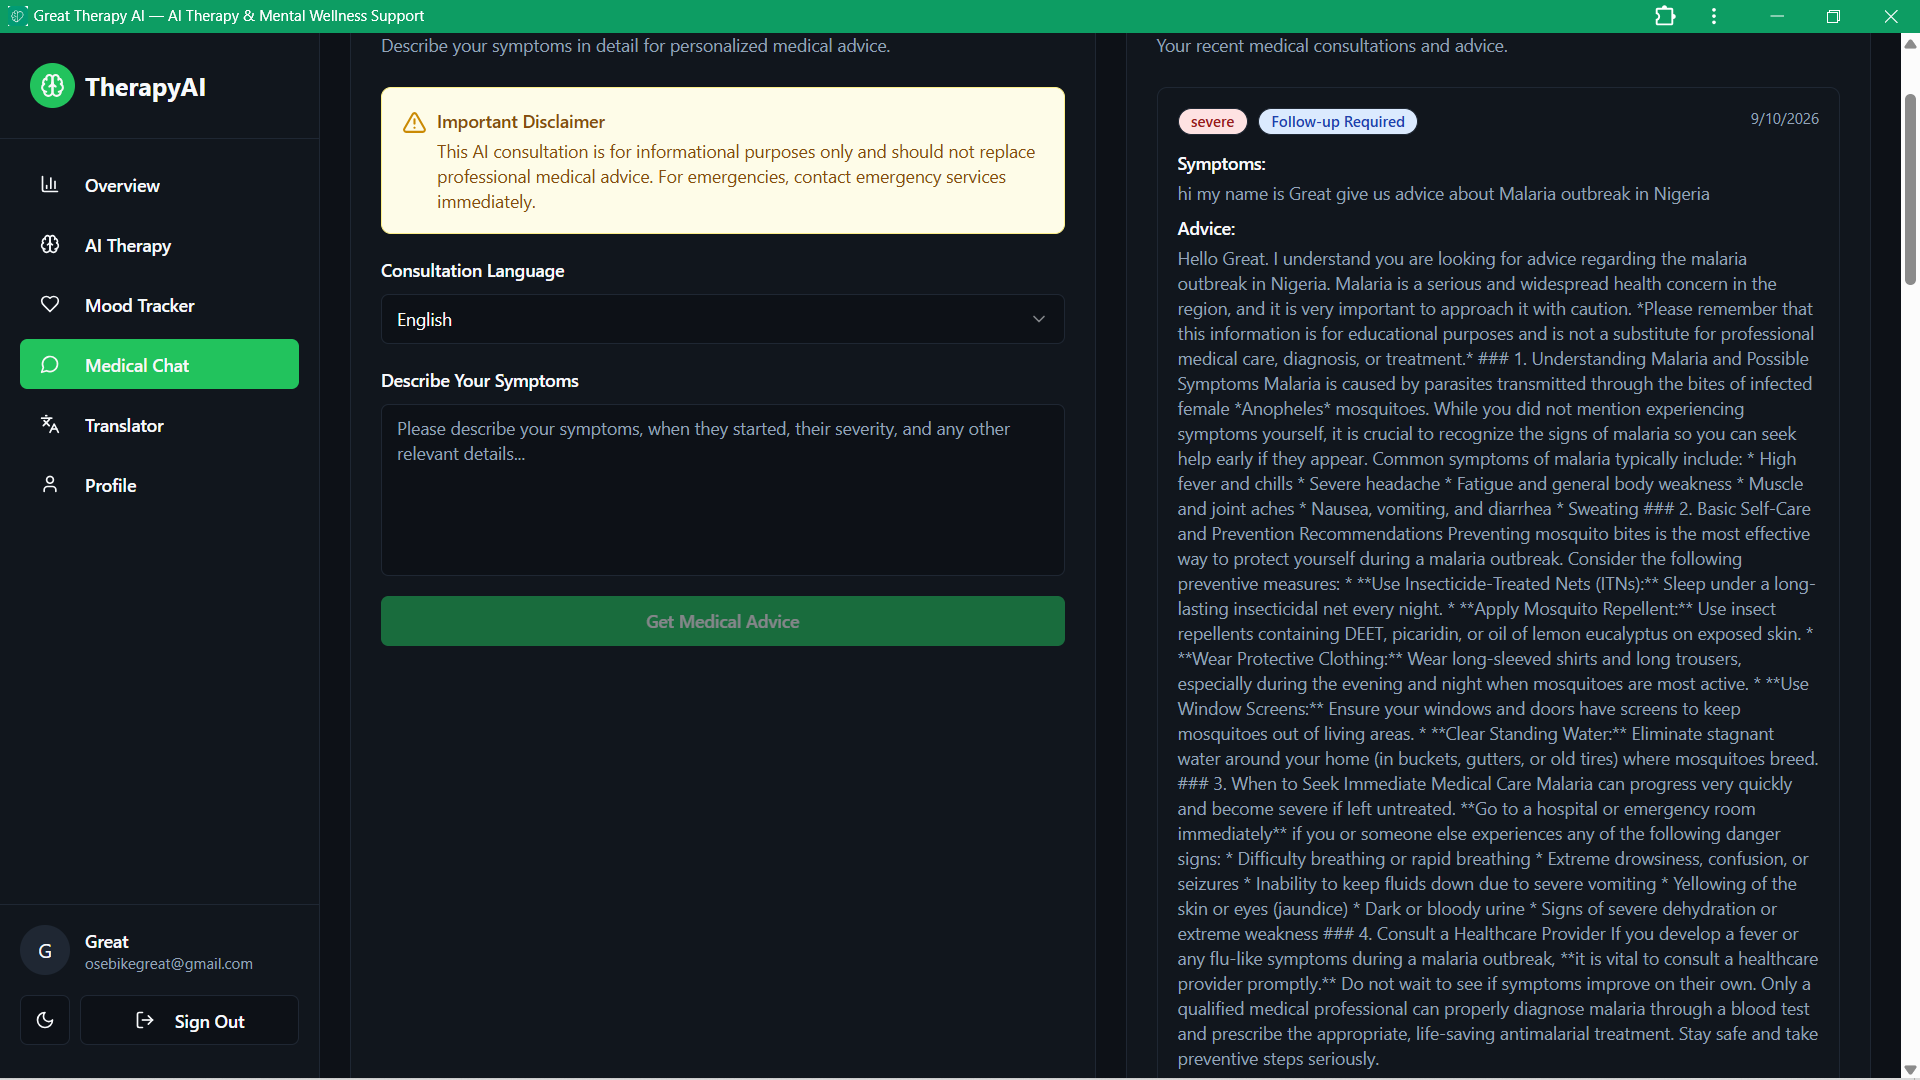 Great Therapy AI — AI Therapy & Mental Wellness Support
TherapyAI
Overview
AI Therapy
Mood Tracker
Medical Chat
Translator
Profile
G
Great
osebikegreat@gmail.com
Sign Out
Describe your symptoms in detail for personalized medical advice.
Important Disclaimer
This AI consultation is for informational purposes only and should not replace
professional medical advice. For emergencies, contact emergency services
immediately.
Consultation Language
English
Describe Your Symptoms
Please describe your symptoms, when they started, their severity, and any other
relevant details...
Get Medical Advice
Your recent medical consultations and advice.
severe
Follow-up Required
9/10/2026
Symptoms:
hi my name is Great give us advice about Malaria outbreak in Nigeria
Advice:
Hello Great. I understand you are looking for advice regarding the malaria
outbreak in Nigeria. Malaria is a serious and widespread health concern in the
region, and it is very important to approach it with caution. *Please remember that
this information is for educational purposes and is not a substitute for professional
medical care, diagnosis, or treatment.* ### 1. Understanding Malaria and Possible
Symptoms Malaria is caused by parasites transmitted through the bites of infected
female *Anopheles* mosquitoes. While you did not mention experiencing
symptoms yourself, it is crucial to recognize the signs of malaria so you can seek
help early if they appear. Common symptoms of malaria typically include: * High
fever and chills * Severe headache * Fatigue and general body weakness * Muscle
and joint aches * Nausea, vomiting, and diarrhea * Sweating ### 2. Basic Self-Care
and Prevention Recommendations Preventing mosquito bites is the most effective
way to protect yourself during a malaria outbreak. Consider the following
preventive measures: * **Use Insecticide-Treated Nets (ITNs):** Sleep under a long-
lasting insecticidal net every night. * **Apply Mosquito Repellent:** Use insect
repellents containing DEET, picaridin, or oil of lemon eucalyptus on exposed skin. *
**Wear Protective Clothing:** Wear long-sleeved shirts and long trousers,
especially during the evening and night when mosquitoes are most active. * **Use
Window Screens:** Ensure your windows and doors have screens to keep
mosquitoes out of living areas. * **Clear Standing Water:** Eliminate stagnant
water around your home (in buckets, gutters, or old tires) where mosquitoes breed.
### 3. When to Seek Immediate Medical Care Malaria can progress very quickly
and become severe if left untreated. **Go to a hospital or emergency room
immediately** if you or someone else experiences any of the following danger
signs: * Difficulty breathing or rapid breathing * Extreme drowsiness, confusion, or
seizures * Inability to keep fluids down due to severe vomiting * Yellowing of the
skin or eyes (jaundice) * Dark or bloody urine * Signs of severe dehydration or
extreme weakness ### 4. Consult a Healthcare Provider If you develop a fever or
any flu-like symptoms during a malaria outbreak, **it is vital to consult a healthcare
provider promptly.** Do not wait to see if symptoms improve on their own. Only a
qualified medical professional can properly diagnose malaria through a blood test
and prescribe the appropriate, life-saving antimalarial treatment. Stay safe and take
preventive steps seriously.